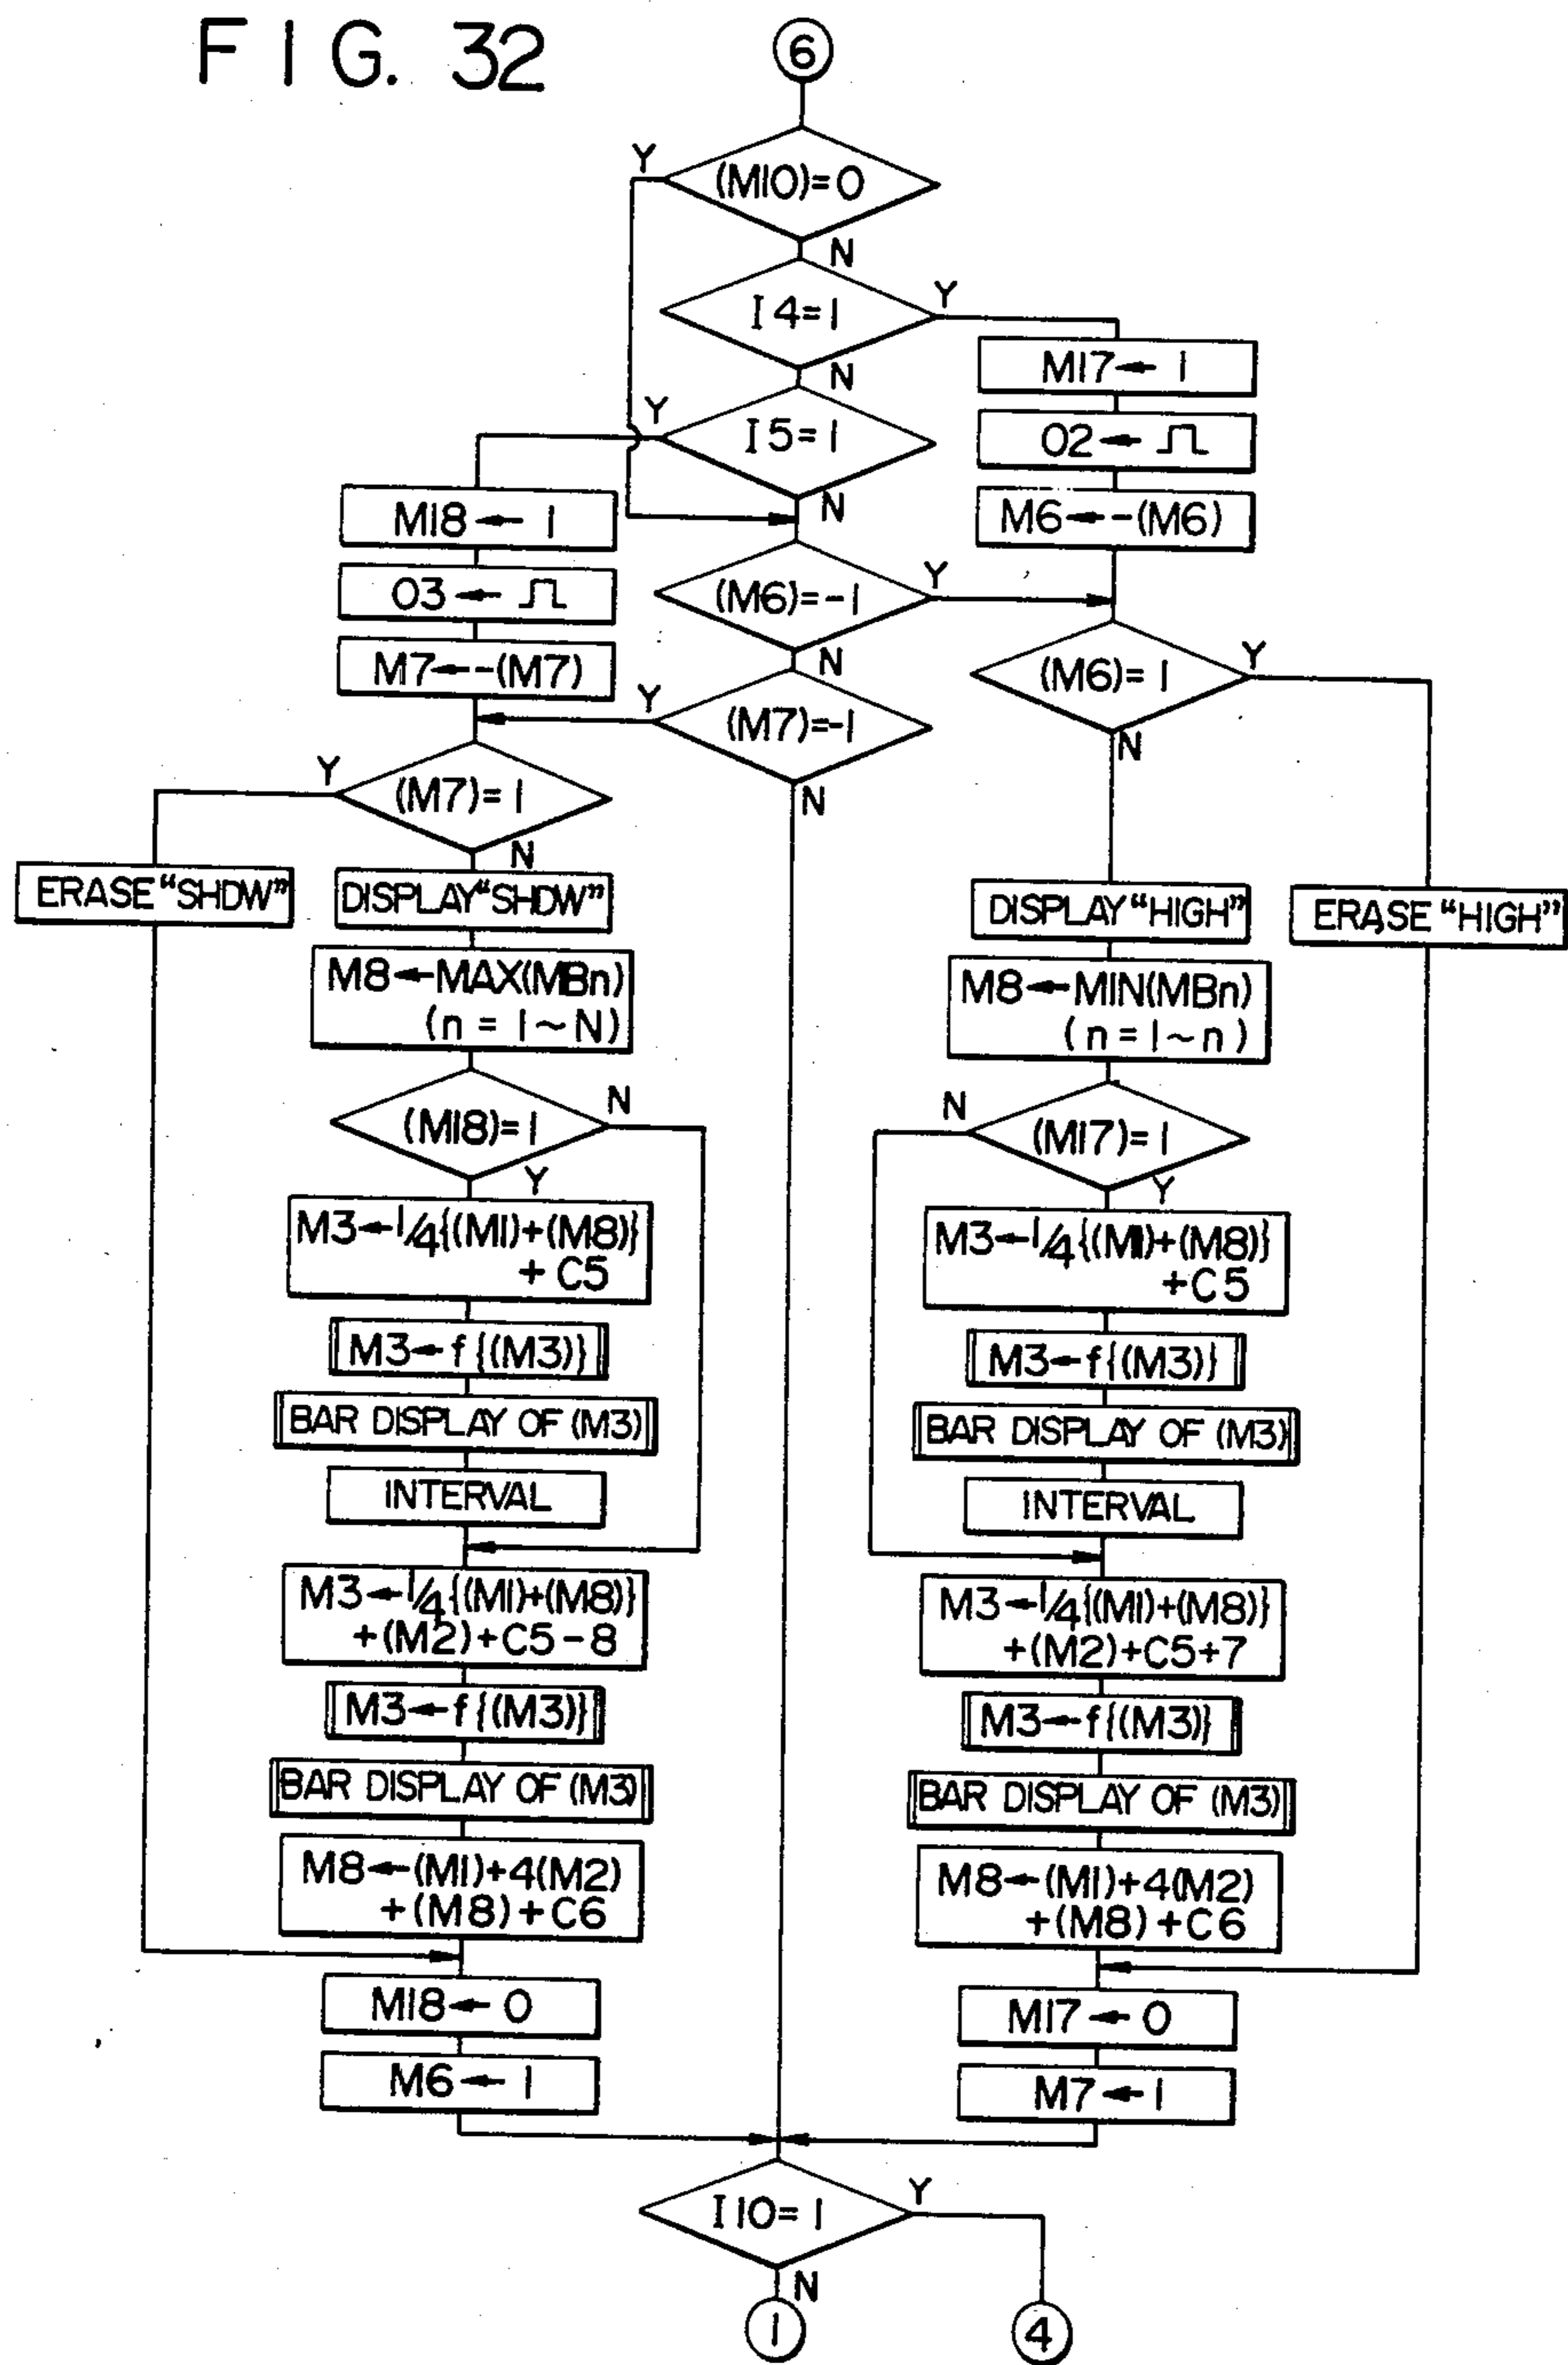 FIG. 32
6
Y
(M10)=0
N
I4=1
Y
M17← 1
N
Y
I5=1
O2←
N
M18← 1
M6←-(M6)
O3←
(M6)=-1
Y
N
M7←-(M7)
(M6)=1
Y
Y
(M7)=-1
N
N
Y
(M7)=1
N
ERASE "SHDW"
DISPLAY "SHDW"
DISPLAY "HIGH"
ERASE "HIGH"
M8←MAX(MBn)
(n = 1~N)
M8←MIN(MBn)
(n=1~n)
(M18)=1
N
Y
N
(M17)=1
Y
M3←1/4{(M1)+(M8)}
+ C5
M3←1/4{(M1)+(M8)}
+C5
M3←f{(M3)}
M3←f{(M3)}
BAR DISPLAY OF (M3)
BAR DISPLAY OF (M3)
INTERVAL
INTERVAL
M3←1/4{(M1)+(M8)}
+(M2)+C5-8
M3←1/4{(M1)+(M8)}
+(M2)+C5+7
M3←f{(M3)}
M3←f{(M3)}
BAR DISPLAY OF (M3)
BAR DISPLAY OF (M3)
M8←(M1)+4(M2)
+(M8)+C6
M8←(M1)+4(M2)
+(M8)+C6
M18← 0
M17← 0
M6← 1
M7← 1
I10=1
Y
N
1
4